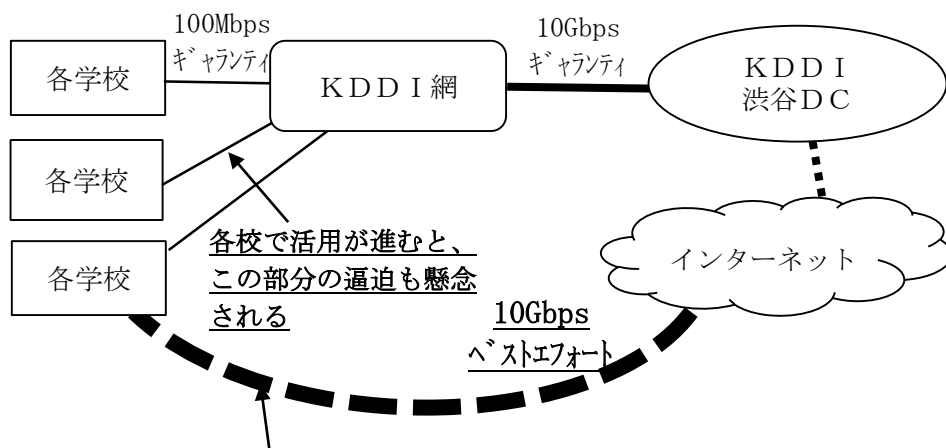 100Mbps
ギャランティ
10Gbps
ギャランティ
各学校
ＫＤＤＩ網
ＫＤＤＩ
渋谷ＤＣ
各学校
各学校
各校で活用が進むと、
この部分の逼迫も懸念
される
インターネット
10Gbps
ベストエフォート